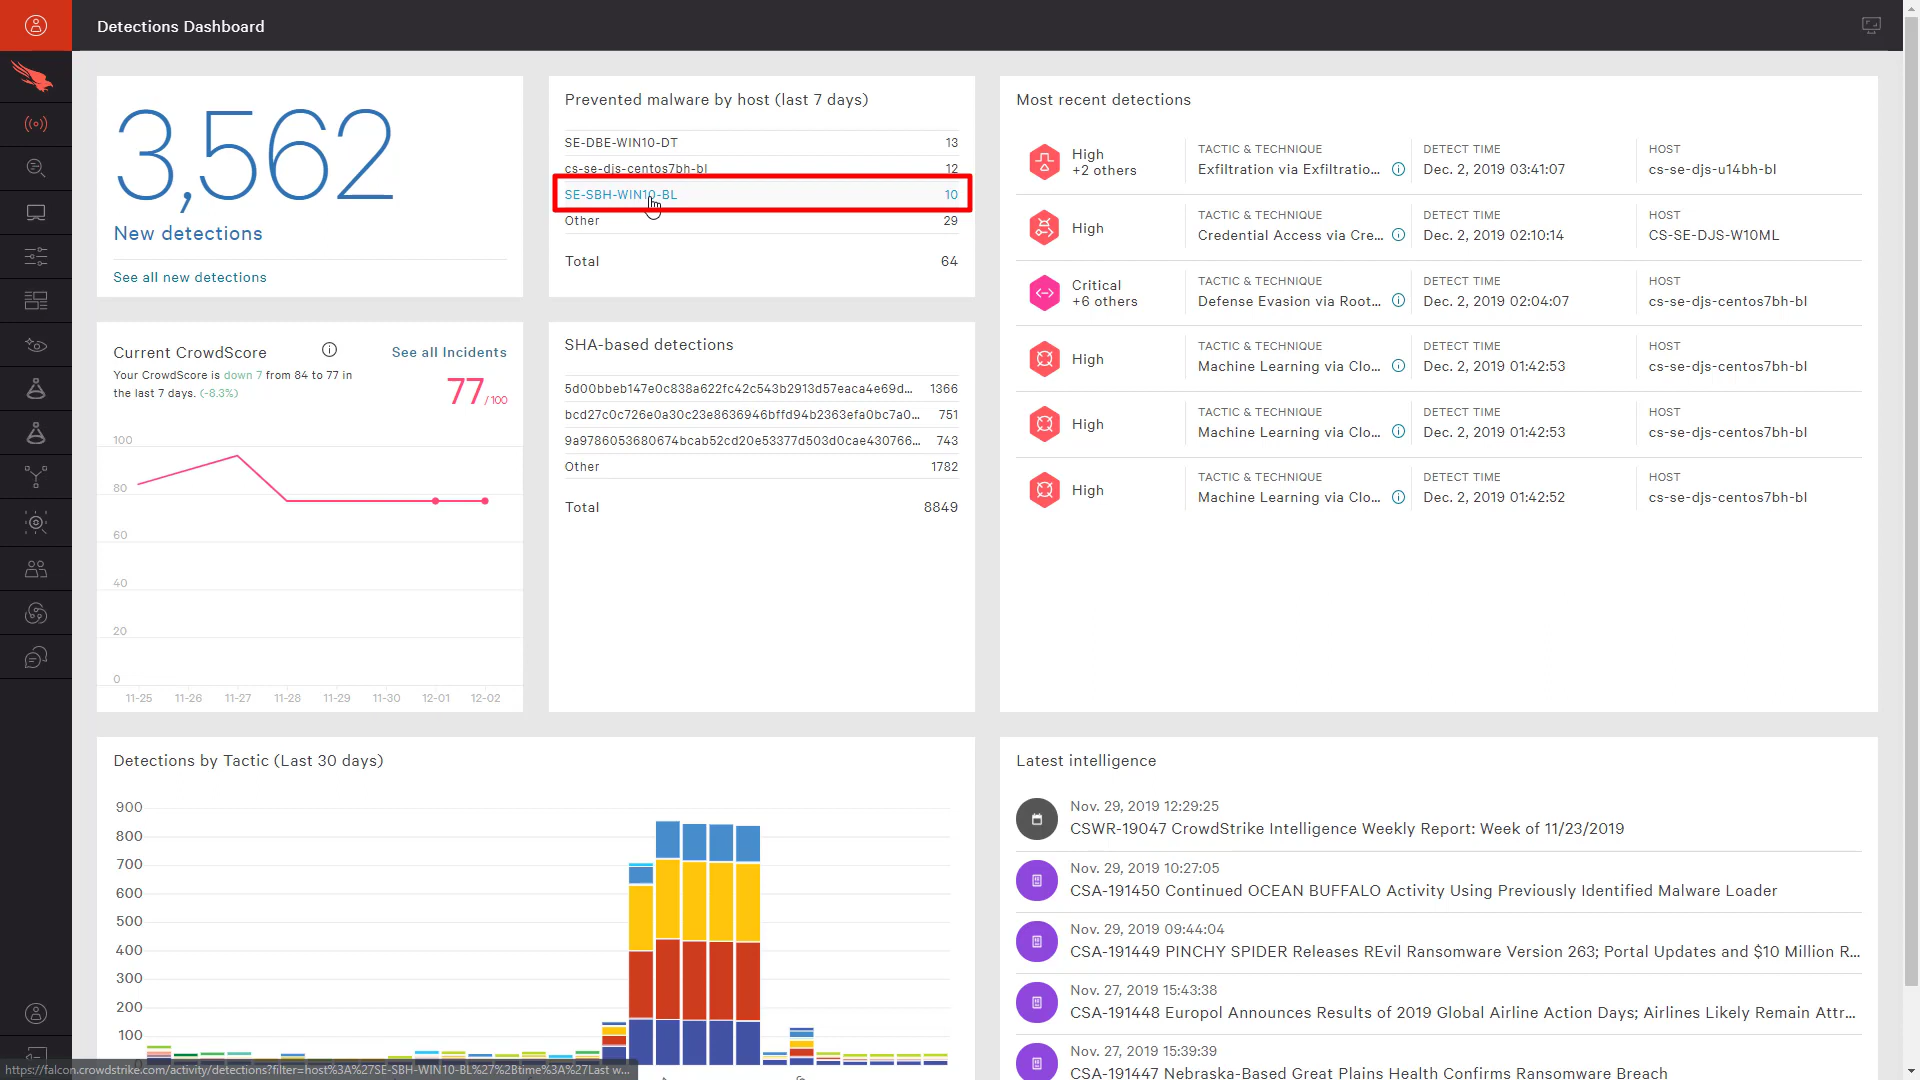 Detections Dashboard
3,562
New detections
See all new detections
Prevented malware by host (last 7 days)
SE-DBE-WIN10-DT 13
cs-se-djs-centos7bh-bl 12
SE-SBH-WIN10-BL 10
Other 29
Total 64
Most recent detections
High
+2 others
TACTIC & TECHNIQUE
Exfiltration via Exfiltratio...
DETECT TIME
Dec. 2, 2019 03:41:07
HOST
cs-se-djs-u14bh-bl
High
TACTIC & TECHNIQUE
Credential Access via Cre...
DETECT TIME
Dec. 2, 2019 02:10:14
HOST
CS-SE-DJS-W10ML
Critical
+6 others
TACTIC & TECHNIQUE
Defense Evasion via Root...
DETECT TIME
Dec. 2, 2019 02:04:07
HOST
cs-se-djs-centos7bh-bl
High
TACTIC & TECHNIQUE
Machine Learning via Clo...
DETECT TIME
Dec. 2, 2019 01:42:53
HOST
cs-se-djs-centos7bh-bl
High
TACTIC & TECHNIQUE
Machine Learning via Clo...
DETECT TIME
Dec. 2, 2019 01:42:53
HOST
cs-se-djs-centos7bh-bl
High
TACTIC & TECHNIQUE
Machine Learning via Clo...
DETECT TIME
Dec. 2, 2019 01:42:52
HOST
cs-se-djs-centos7bh-bl
Current CrowdScore
See all Incidents
Your CrowdScore is down 7 from 84 to 77 in
the last 7 days. (-8.3%)
77/100
100
80
60
40
20
0
11-25 11-26 11-27 11-28 11-29 11-30 12-01 12-02
SHA-based detections
5d00bbeb147e0c838a622fc42c543b2913d57eaca4e69d... 1366
bcd27c0c726e0a30c23e8636946bffd94b2363efa0bc7a0... 751
9a9786053680674bcab52cd20e53377d503d0cae430766... 743
Other 1782
Total 8849
Detections by Tactic (Last 30 days)
900
800
700
600
500
400
300
200
100
Latest intelligence
Nov. 29, 2019 12:29:25
CSWR-19047 CrowdStrike Intelligence Weekly Report: Week of 11/23/2019
Nov. 29, 2019 10:27:05
CSA-191450 Continued OCEAN BUFFALO Activity Using Previously Identified Malware Loader
Nov. 29, 2019 09:44:04
CSA-191449 PINCHY SPIDER Releases REvil Ransomware Version 263; Portal Updates and $10 Million R...
Nov. 27, 2019 15:43:38
CSA-191448 Europol Announces Results of 2019 Global Airline Action Days; Airlines Likely Remain Attr...
Nov. 27, 2019 15:39:39
CSA-191447 Nebraska-Based Great Plains Health Confirms Ransomware Breach
https://falcon.crowdstrike.com/activity/detections?filter=host%3A%27SE-SBH-WIN10-BL%27%2Btime%3A%27Last w...